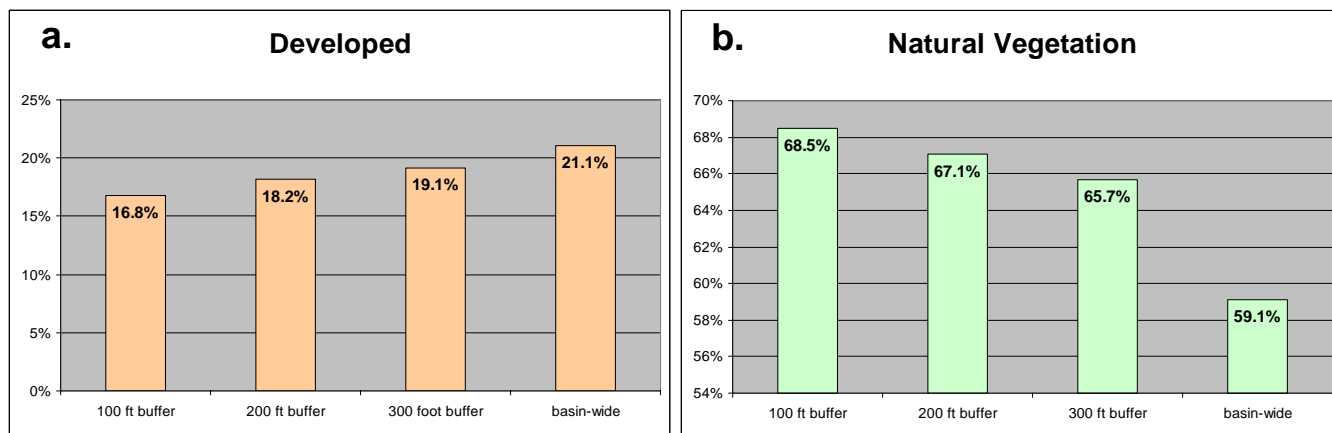 a.
Developed
25%
20%
15%
10%
5%
0%
16.8%
18.2%
19.1%
21.1%
100 ft buffer
200 ft buffer
300 foot buffer
basin-wide
b.
Natural Vegetation
70%
68%
66%
64%
62%
60%
58%
56%
54%
68.5%
67.1%
65.7%
59.1%
100 ft buffer
200 ft buffer
300 ft buffer
basin-wide